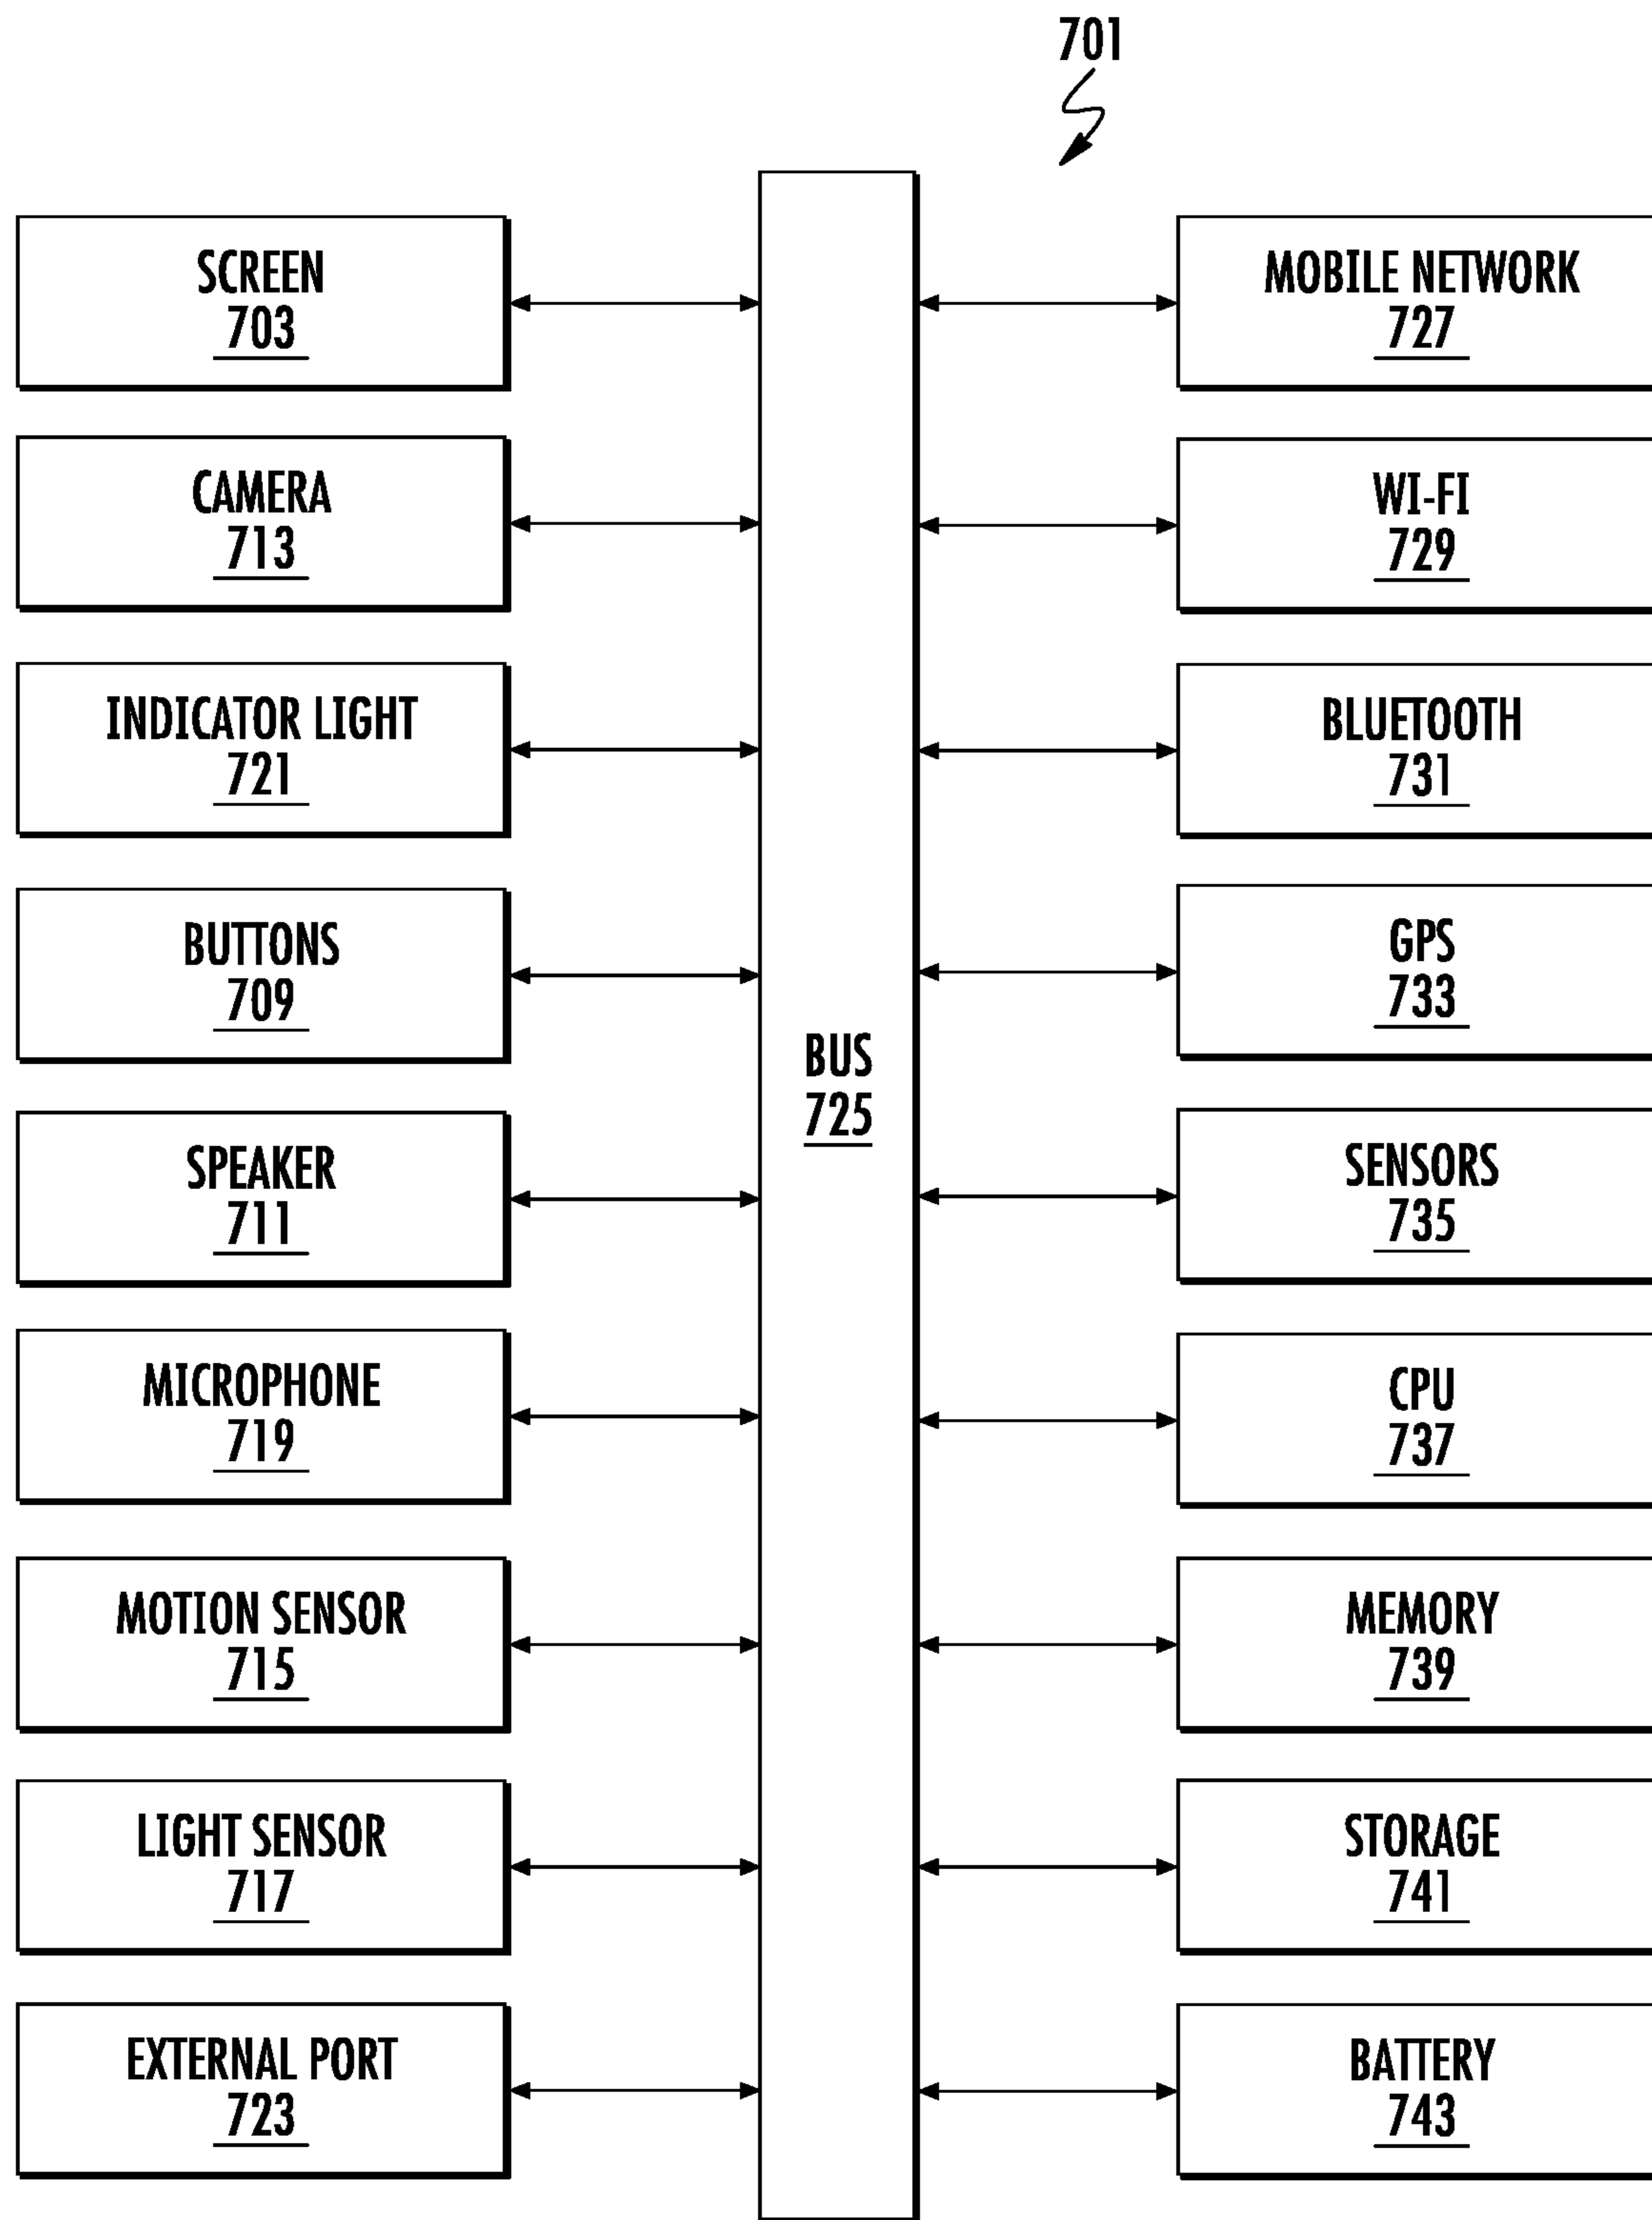 701
SCREEN
703
CAMERA
713
INDICATOR LIGHT
721
BUTTONS
709
SPEAKER
711
MICROPHONE
719
MOTION SENSOR
715
LIGHT SENSOR
717
EXTERNAL PORT
723
BUS
725
MOBILE NETWORK
727
WI-FI
729
BLUETOOTH
731
GPS
733
SENSORS
735
CPU
737
MEMORY
739
STORAGE
741
BATTERY
743